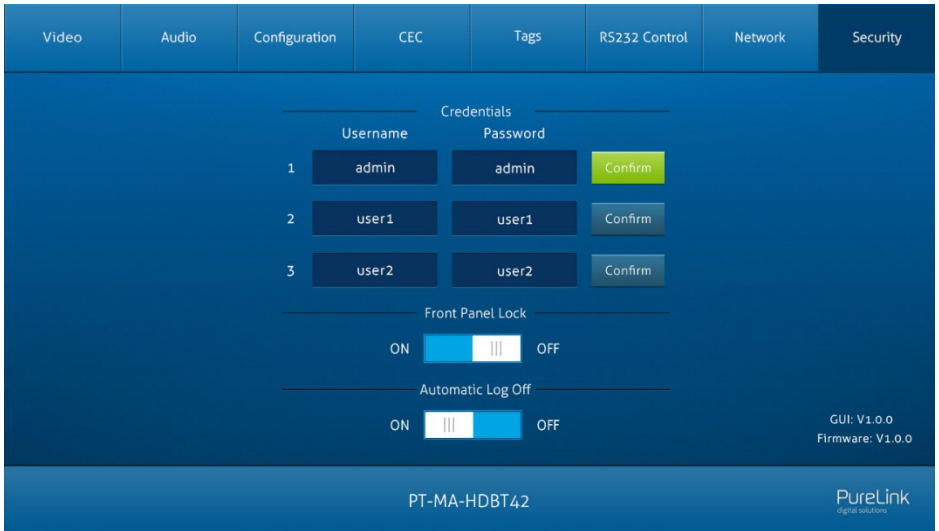 Video Audio Configuration CEC Tags RS232 Control Network Security
Credentials
Username Password
1 admin admin Confirm
2 user1 user1 Confirm
3 user2 user2 Confirm
Front Panel Lock
ON OFF
Automatic Log Off
ON OFF
GUI: V1.0.0
Firmware: V1.0.0
PT-MA-HDBT42
PureLink
digital solutions